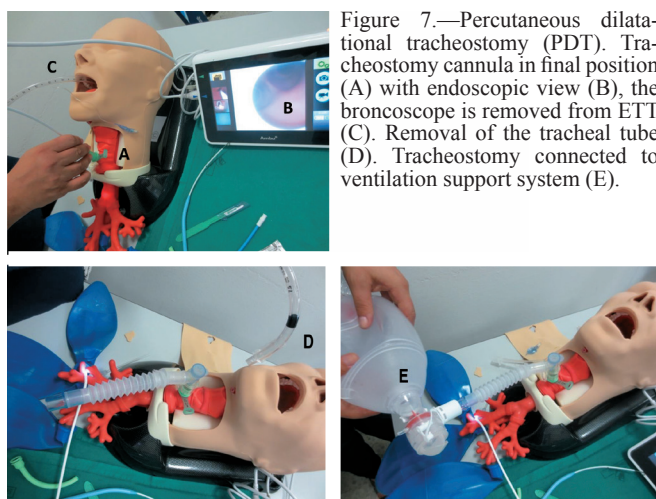 Figure 7.—Percutaneous dilata-
tional tracheostomy (PDT). Tra-
cheostomy cannula in final position
(A) with endoscopic view (B), the
broncoscope is removed from ETT
(C). Removal of the tracheal tube
(D). Tracheostomy connected to
ventilation support system (E).
C
B
A
D
E